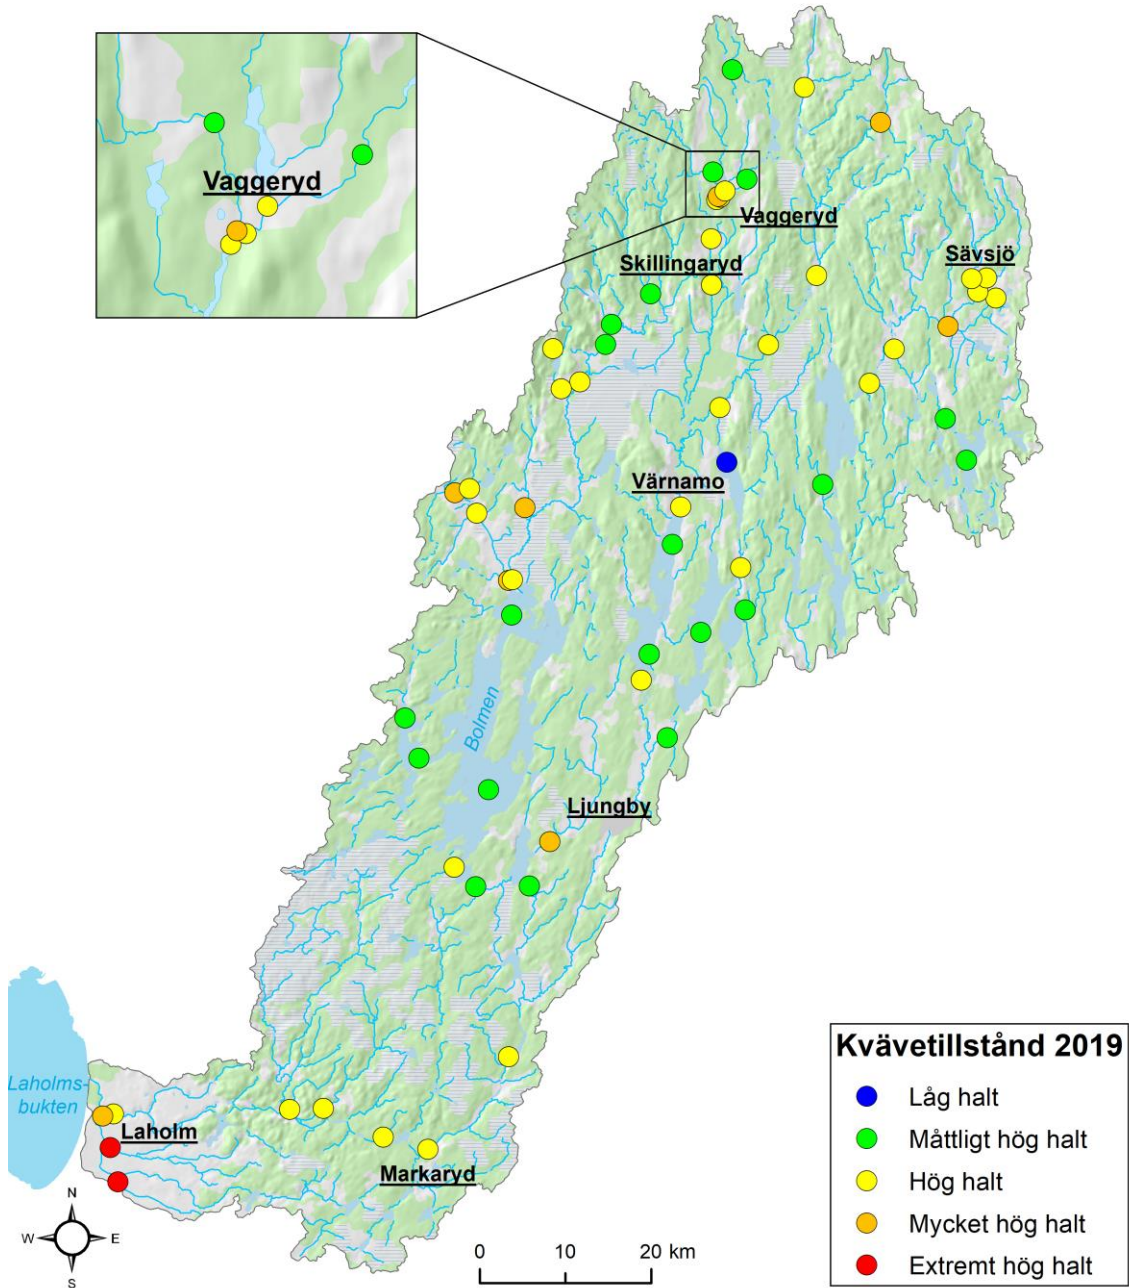 Vaggeryd
Vaggeryd
Skillingaryd
Sävsjö
Värnamo
Bolmen
Ljungby
Laholms-
bukten
Laholm
Markaryd
N
W
E
S
0
10
20 km
Kvävetillstånd 2019
Låg halt
Måttligt hög halt
Hög halt
Mycket hög halt
Extremt hög halt